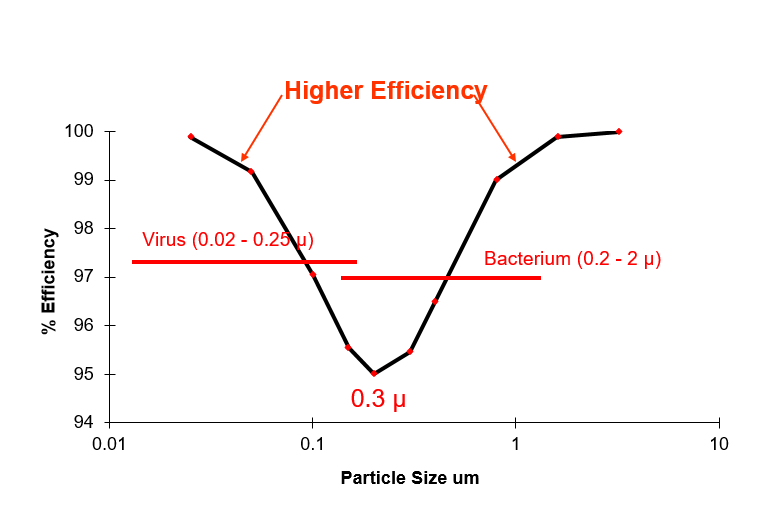 Higher Efficiency
100
99
98
Virus (0.02 - 0.25 µ)
Bacterium (0.2 - 2 µ)
97
% Efficiency
96
95
0.3 µ
94
0.01 0.1 1 10
Particle Size um